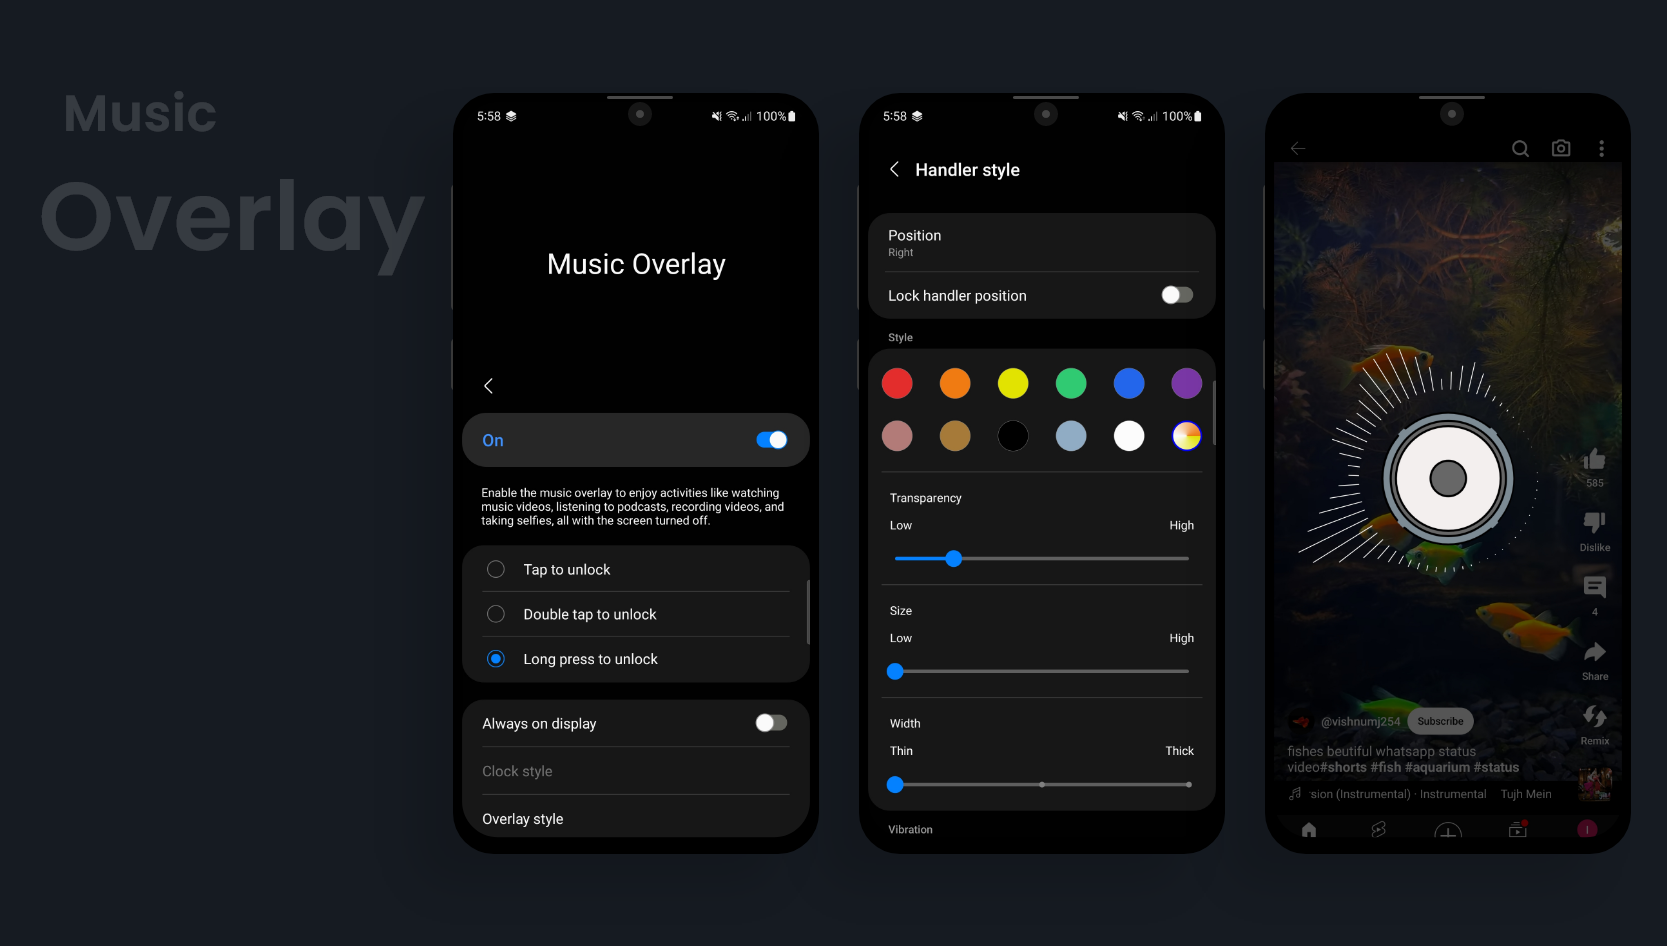 Music
Overlay
5:58
100%
Music Overlay
On
Enable the music overlay to enjoy activities like watching
music videos, listening to podcasts, recording videos, and
taking selfies, all with the screen turned off.
Tap to unlock
Double tap to unlock
Long press to unlock
Always on display
Clock style
Overlay style
5:58
100%
Handler style
Position
Right
Lock handler position
Style
Transparency
Low
High
Size
Low
High
Width
Thin
Thick
Vibration
585
Dislike
4
Share
Remix
@vishnumj254
Subscribe
fishes beutiful whatsapp status
video#shorts #fish #aquarium #status
sion (Instrumental) · Instrumental Tujh Mein
I